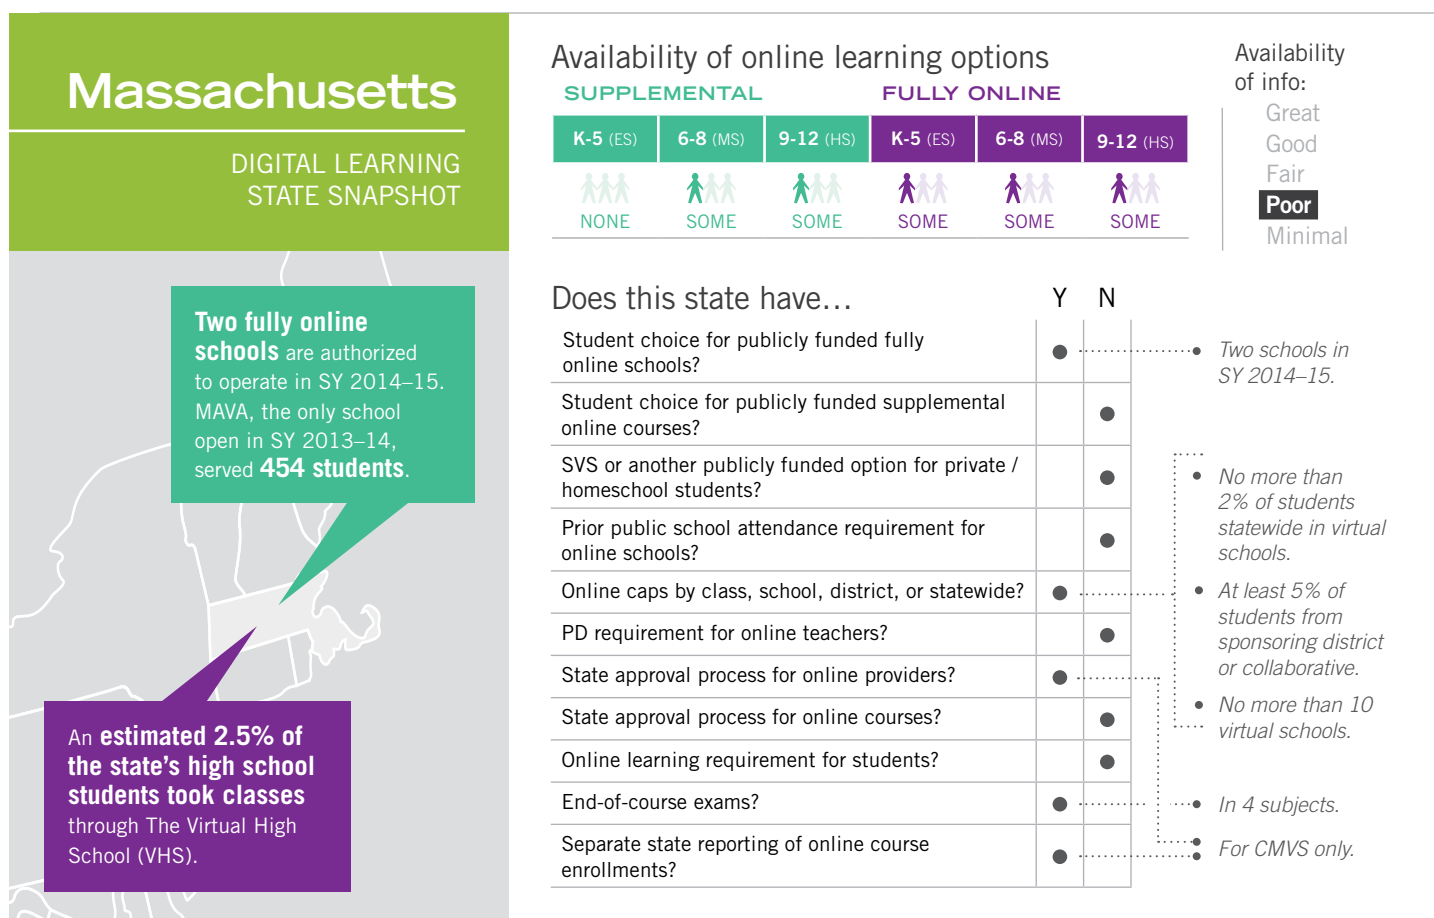 Massachusetts
DIGITAL LEARNING
STATE SNAPSHOT
Two fully online
schools are authorized
to operate in SY 2014–15.
MAVA, the only school
open in SY 2013–14,
served 454 students.
An estimated 2.5% of
the state's high school
students took classes
through The Virtual High
School (VHS).
Availability of online learning options
SUPPLEMENTAL FULLY ONLINE
K-5 (ES) 6-8 (MS) 9-12 (HS) K-5 (ES) 6-8 (MS) 9-12 (HS)
NONE SOME SOME SOME SOME SOME
Availability
of info:
Great
Good
Fair
Poor
Minimal
Does this state have… Y N
Student choice for publicly funded fully
online schools?
Two schools in
SY 2014–15.
Student choice for publicly funded supplemental
online courses?
SVS or another publicly funded option for private /
homeschool students?
Prior public school attendance requirement for
online schools?
Online caps by class, school, district, or statewide?
No more than
2% of students
statewide in virtual
schools.
At least 5% of
students from
sponsoring district
or collaborative.
No more than 10
virtual schools.
PD requirement for online teachers?
State approval process for online providers?
State approval process for online courses?
Online learning requirement for students?
End-of-course exams?
In 4 subjects.
Separate state reporting of online course
enrollments?
For CMVS only.